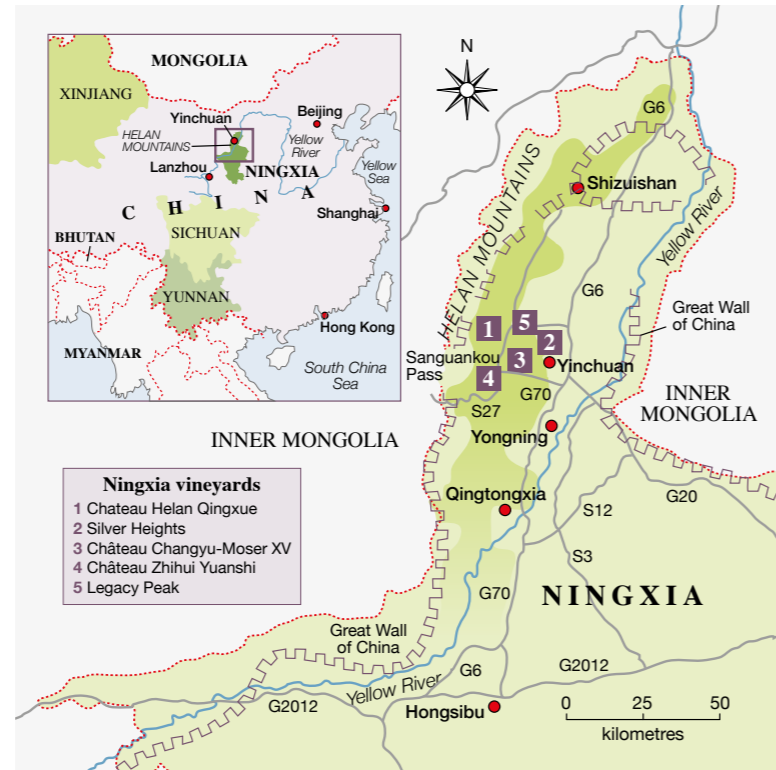 MONGOLIA
XINJIANG
Yinchuan
Beijing
HELAN
MOUNTAINS
Yellow
River
Lanzhou
NINGXIA
Yellow
Sea
CHINA
Shanghai
SICHUAN
BHUTAN
YUNNAN
Hong Kong
MYANMAR
South China
Sea
N
G6
HELAN MOUNTAINS
Shizuishan
Yellow River
G6
Great Wall
of China
1
5
2
3
Yinchuan
Sanguankou
Pass
4
G70
INNER
MONGOLIA
S27
INNER MONGOLIA
Yongning
Qingtongxia
G20
S12
S3
Ningxia vineyards
1 Chateau Helan Qingxue
2 Silver Heights
3 Château Changyu-Moser XV
4 Château Zhihui Yuanshi
5 Legacy Peak
G70
NINGXIA
Great Wall
of China
G6
G2012
Yellow River
G2012
Hongsibu
0 25 50
kilometres